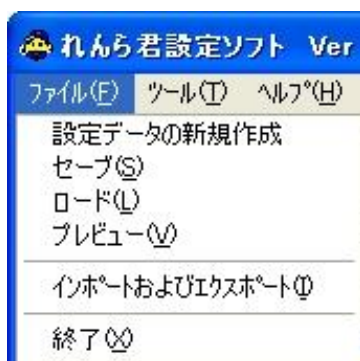 れんら君設定ソフト Ver
ファイル(F) ツール(T) ヘルプ(H)
設定データの新規作成
セーブ(S)
ロード(L)
プレビュー(V)
インポートおよびエクスポート(I)
終了(X)